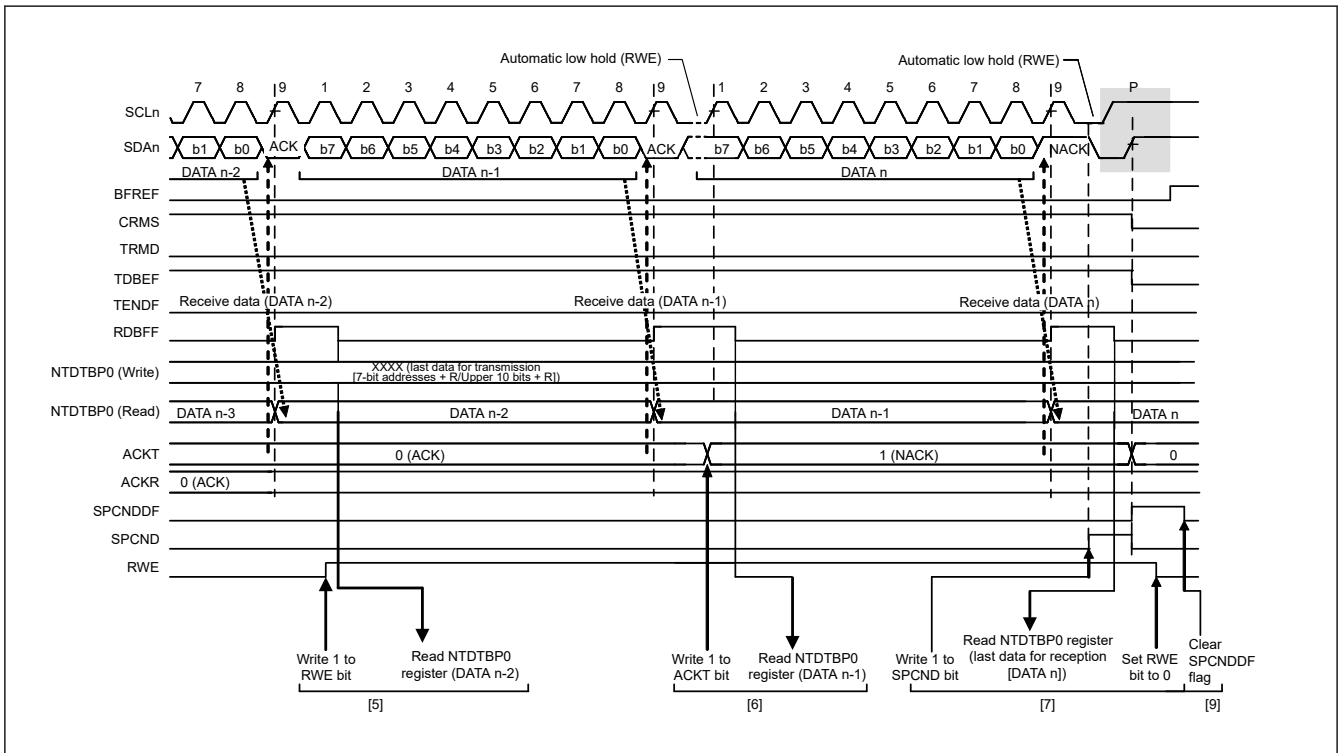 Automatic low hold (RWE)
Automatic low hold (RWE)
7 8 9 1 2 3 4 5 6 7 8 9 1 2 3 4 5 6 7 8 9 P
SCLn
SDAn b1 b0 ACK b7 b6 b5 b4 b3 b2 b1 b0 ACK b7 b6 b5 b4 b3 b2 b1 b0 NACK
DATA n-2 DATA n-1 DATA n
BFREF
CRMS
TRMD
TDBEF
TENDF Receive data (DATA n-2) Receive data (DATA n-1) Receive data (DATA n)
RDBFF
NTDTBP0 (Write) XXXX (last data for transmission
[7-bit addresses + R/Upper 10 bits + R])
NTDTBP0 (Read) DATA n-3 DATA n-2 DATA n-1 DATA n
ACKT 0 (ACK) 1 (NACK) 0
ACKR 0 (ACK)
SPCNDDF
SPCND
RWE
Write 1 to
RWE bit
Read NTDTBP0
register (DATA n-2)
Write 1 to
ACKT bit
Read NTDTBP0
register (DATA n-1)
Write 1 to
SPCND bit
Read NTDTBP0 register
(last data for reception
[DATA n])
Set RWE
bit to 0
Clear
SPCNDDF
flag
[5] [6] [7] [9]